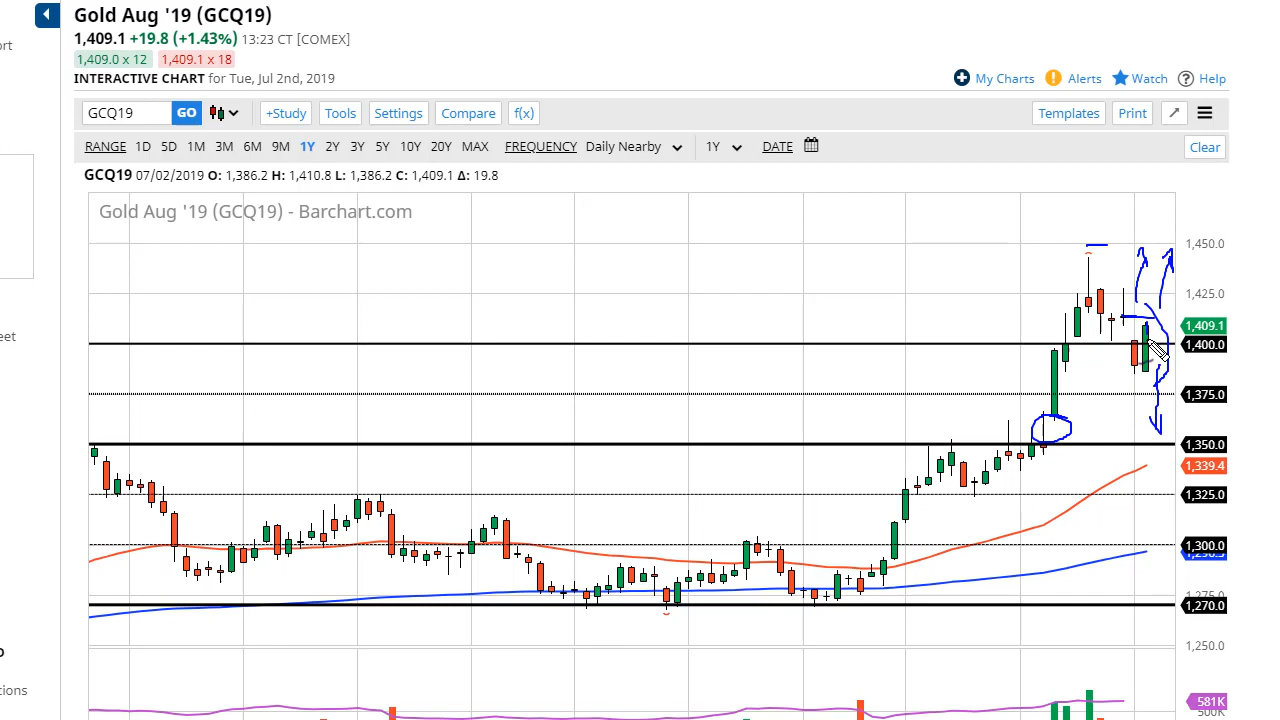 Gold Aug '19 (GCQ19)
ort
1,409.1 +19.8 (+1.43%) 13:23 CT [COMEX]
1,409.0 x 12 1,409.1 x 18
INTERACTIVE CHART for Tue, Jul 2nd, 2019
My Charts Alerts Watch Help
GCQ19 GO +Study Tools Settings Compare f(x) Templates Print
RANGE 1D 5D 1M 3M 6M 9M 1Y 2Y 3Y 5Y 10Y 20Y MAX FREQUENCY Daily Nearby 1Y DATE Clear
GCQ19 07/02/2019 O: 1,386.2 H: 1,410.8 L: 1,386.2 C: 1,409.1 Δ: 19.8
Gold Aug '19 (GCQ19) - Barchart.com
1,450.0
1,425.0
1,409.1
eet
1,400.0
1,375.0
1,350.0
1,339.4
1,325.0
1,300.0
1,275.0
1,270.0
1,250.0
o
tions
581K
500K